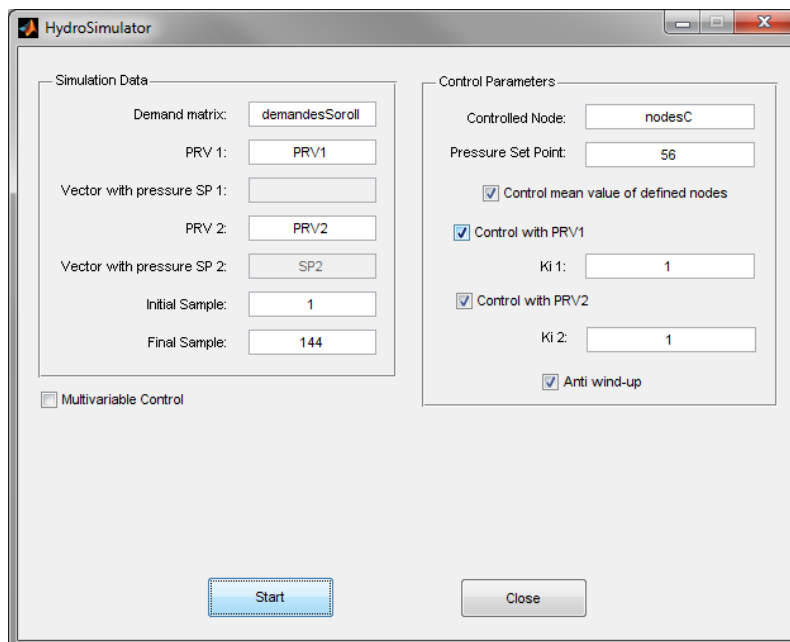 HydroSimulator
Simulation Data
Demand matrix: demandesSoroll
PRV 1: PRV1
Vector with pressure SP 1:
PRV 2: PRV2
Vector with pressure SP 2: SP2
Initial Sample: 1
Final Sample: 144
Multivariable Control
Control Parameters
Controlled Node: nodesC
Pressure Set Point: 56
Control mean value of defined nodes
Control with PRV1
Ki 1: 1
Control with PRV2
Ki 2: 1
Anti wind-up
Start
Close